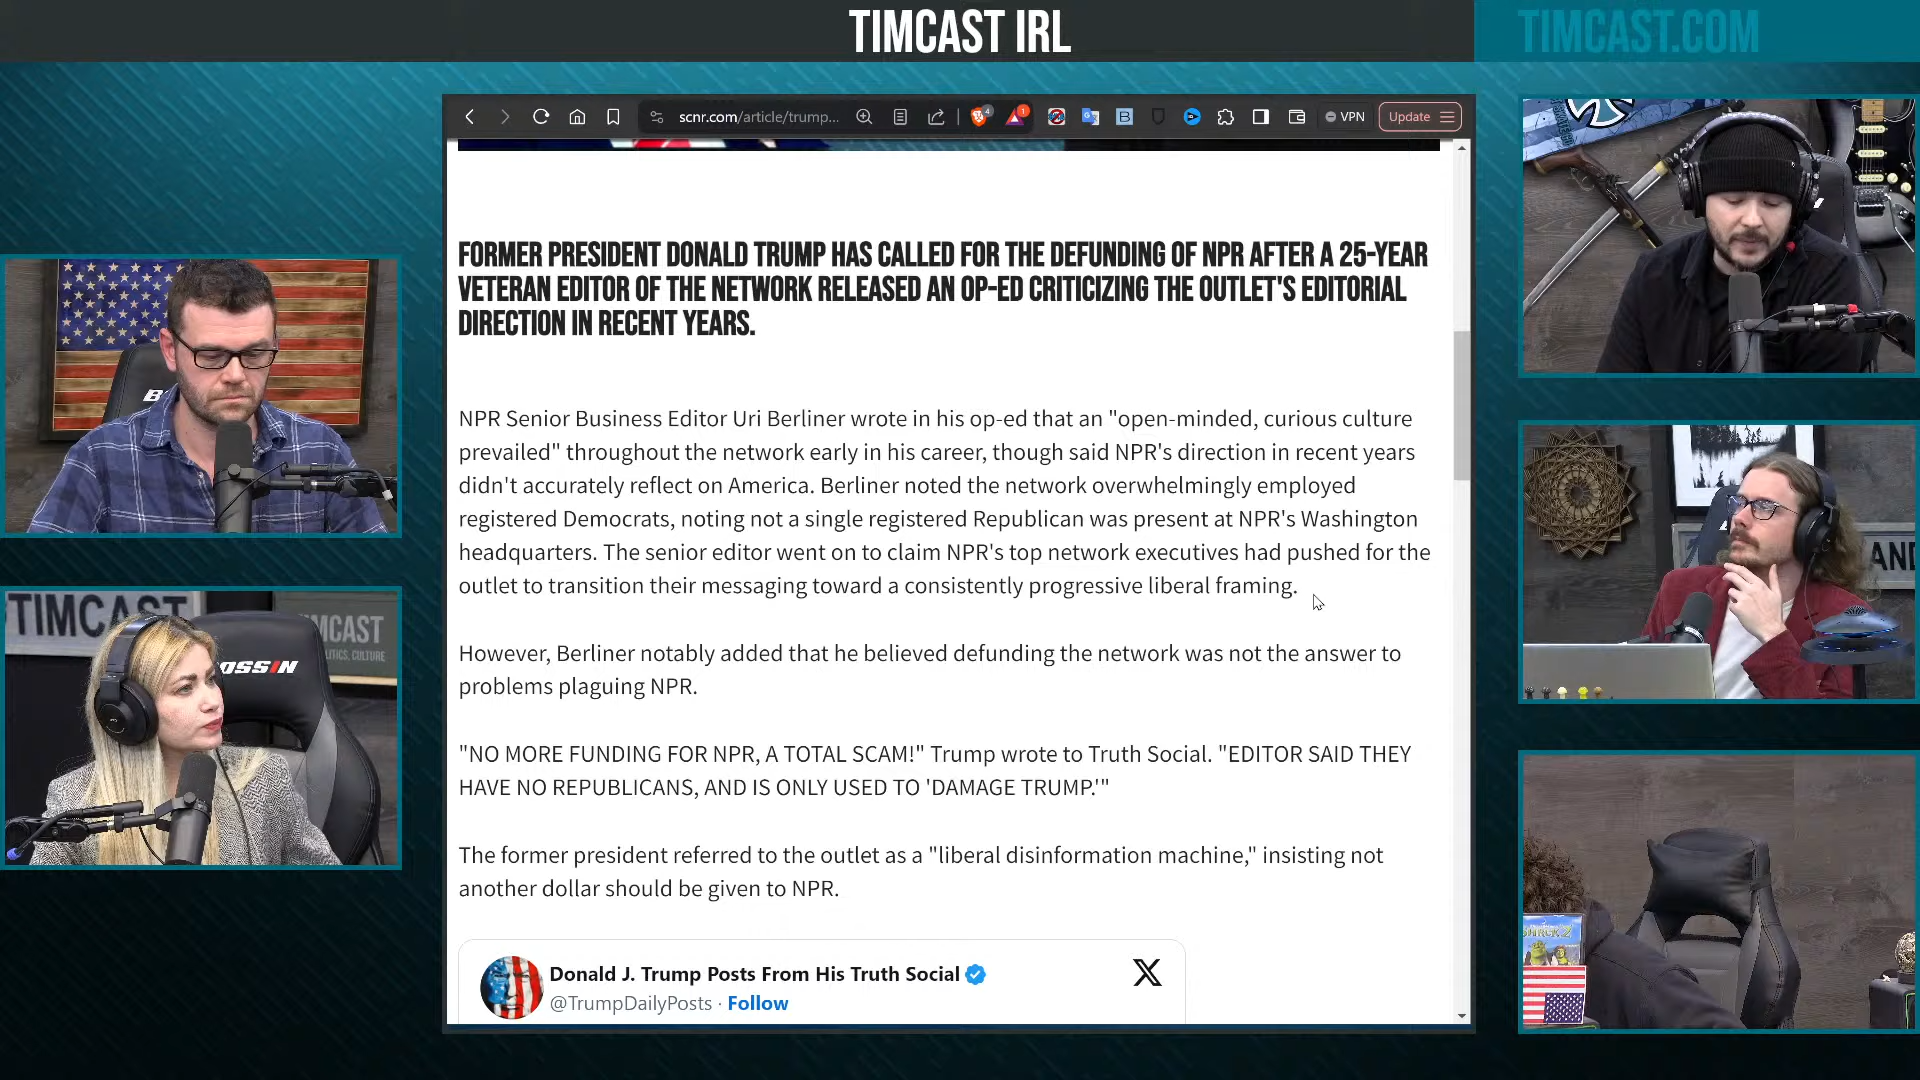 TIMCAST IRL
TIMCAST.COM
scnr.com/article/trump...
4
1
B
VPN
Update
FORMER PRESIDENT DONALD TRUMP HAS CALLED FOR THE DEFUNDING OF NPR AFTER A 25-YEAR
VETERAN EDITOR OF THE NETWORK RELEASED AN OP-ED CRITICIZING THE OUTLET'S EDITORIAL
DIRECTION IN RECENT YEARS.
NPR Senior Business Editor Uri Berliner wrote in his op-ed that an "open-minded, curious culture
prevailed" throughout the network early in his career, though said NPR's direction in recent years
didn't accurately reflect on America. Berliner noted the network overwhelmingly employed
registered Democrats, noting not a single registered Republican was present at NPR's Washington
headquarters. The senior editor went on to claim NPR's top network executives had pushed for the
outlet to transition their messaging toward a consistently progressive liberal framing.
However, Berliner notably added that he believed defunding the network was not the answer to
problems plaguing NPR.
"NO MORE FUNDING FOR NPR, A TOTAL SCAM!" Trump wrote to Truth Social. "EDITOR SAID THEY
HAVE NO REPUBLICANS, AND IS ONLY USED TO 'DAMAGE TRUMP.'"
The former president referred to the outlet as a "liberal disinformation machine," insisting not
another dollar should be given to NPR.
Donald J. Trump Posts From His Truth Social
@TrumpDailyPosts · Follow
TIMCAST
MCAST
LITICS, CULTURE
OSSIN
AND
SHREK 2